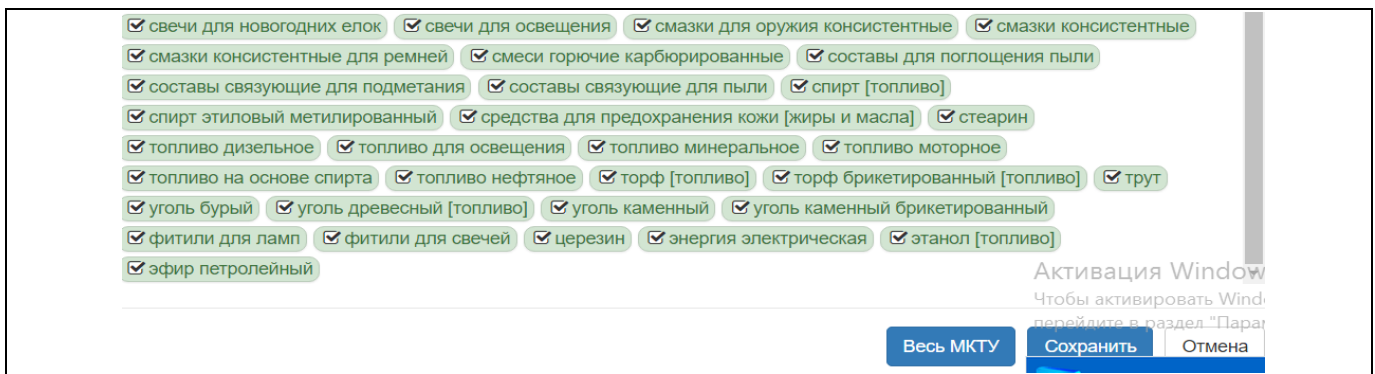 свечи для новогодних елок свечи для освещения смазки для оружия консистентные смазки консистентные
смазки консистентные для ремней смеси горючие карбюрированные составы для поглощения пыли
составы связующие для подметания составы связующие для пыли спирт [топливо]
спирт этиловый метилированный средства для предохранения кожи [жиры и масла] стеарин
топливо дизельное топливо для освещения топливо минеральное топливо моторное
топливо на основе спирта топливо нефтяное торф [топливо] торф брикетированный [топливо] трут
уголь бурый уголь древесный [топливо] уголь каменный уголь каменный брикетированный
фитили для ламп фитили для свечей церезин энергия электрическая этанол [топливо]
эфир петролейный
Активация Window
Чтобы активировать Wind
перейдите в раздел "Пара
Весь МКТУ Сохранить Отмена